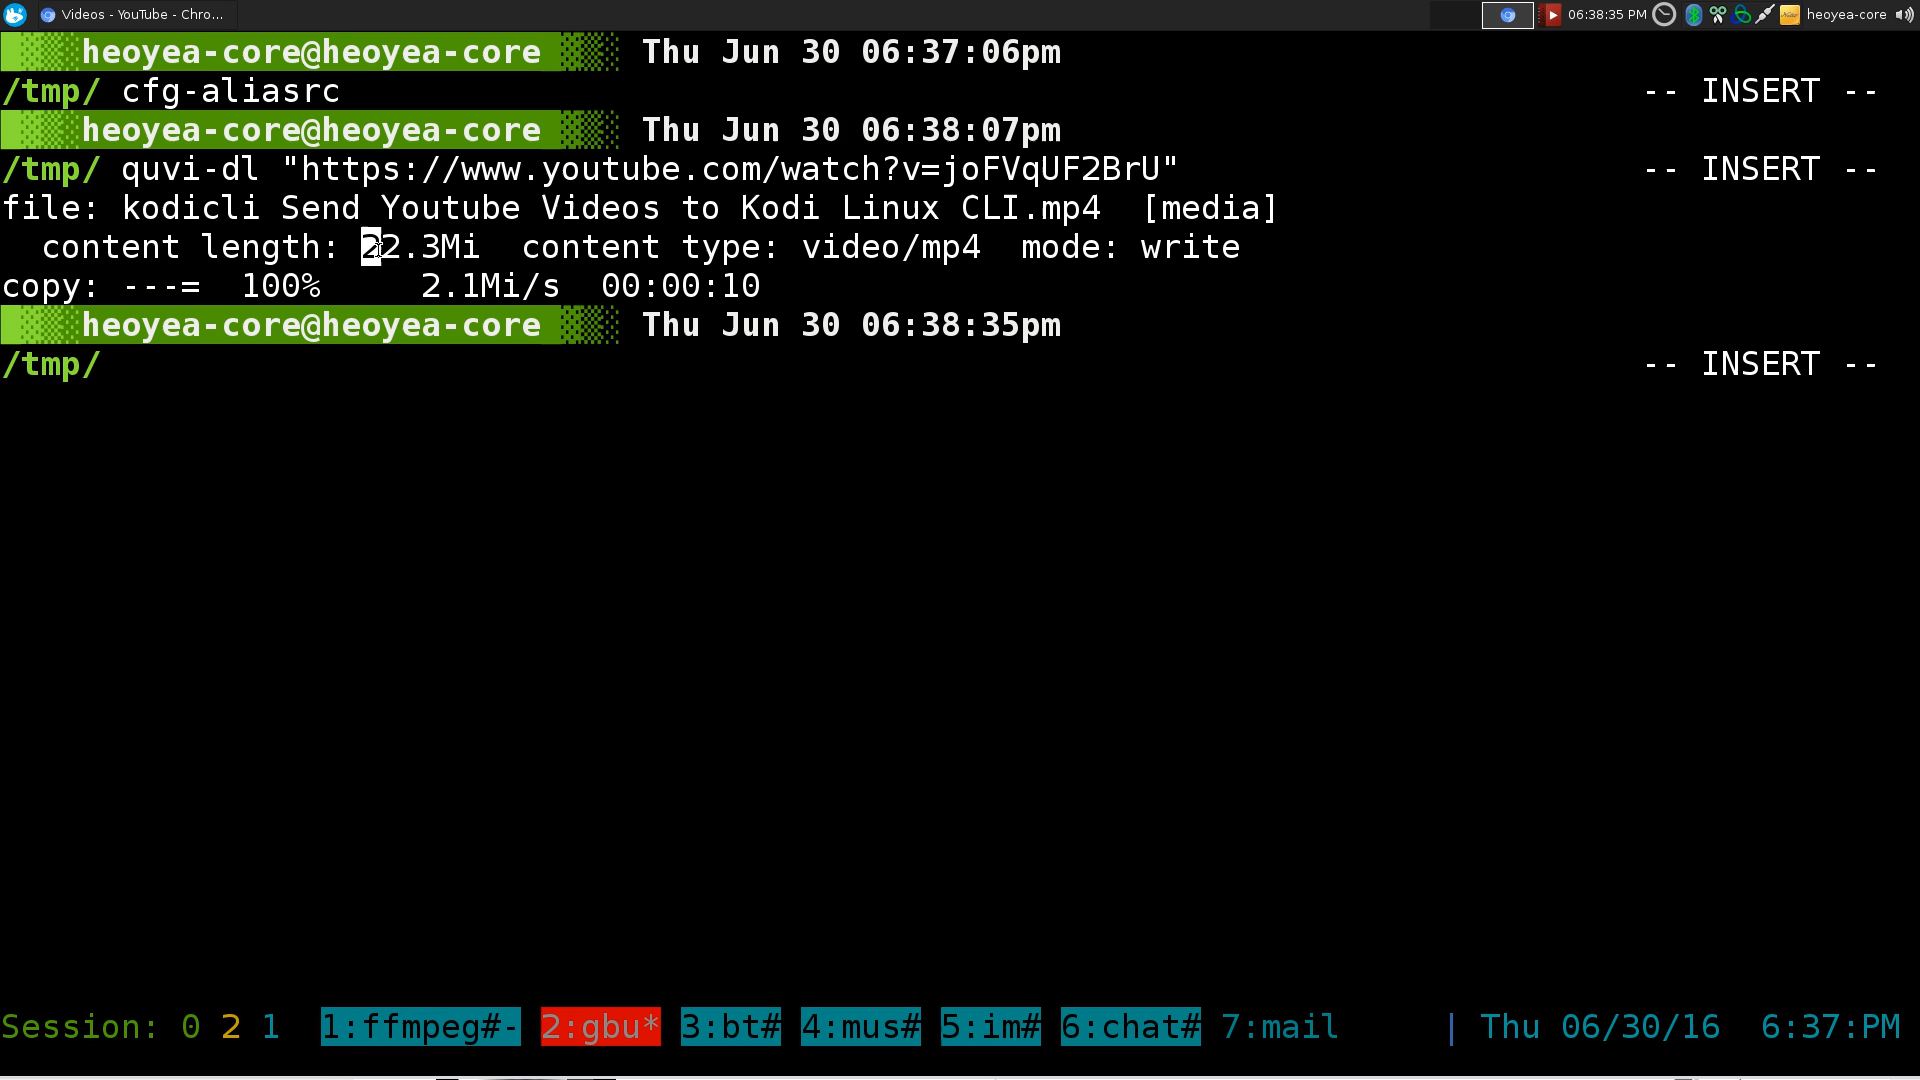 Videos - YouTube - Chro... 06:38:35 PM heoyea-core
heoyea-core@heoyea-core Thu Jun 30 06:37:06pm
/tmp/ cfg-aliasrc -- INSERT --
heoyea-core@heoyea-core Thu Jun 30 06:38:07pm
/tmp/ quvi-dl "https://www.youtube.com/watch?v=joFVqUF2BrU" -- INSERT --
file: kodicli Send Youtube Videos to Kodi Linux CLI.mp4 [media]
content length: 22.3Mi content type: video/mp4 mode: write
copy: ---= 100% 2.1Mi/s 00:00:10
heoyea-core@heoyea-core Thu Jun 30 06:38:35pm
/tmp/ -- INSERT --
Session: 0 2 1 1:ffmpeg#- 2:gbu* 3:bt# 4:mus# 5:im# 6:chat# 7:mail | Thu 06/30/16 6:37:PM